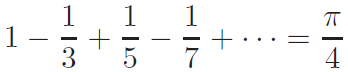 1 − 1/3 + 1/5 − 1/7 + ··· = π/4